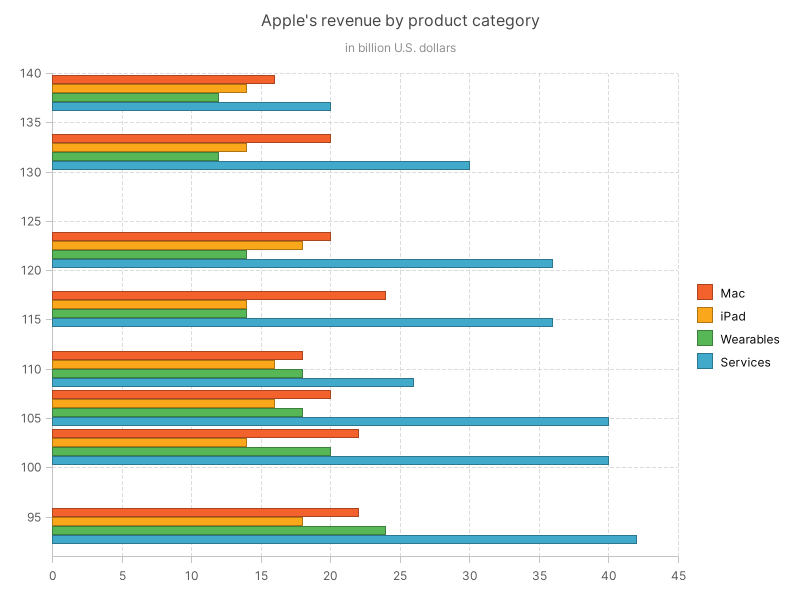 Apple's revenue by product category
in billion U.S. dollars
140
135
130
125
120
115
110
105
100
95
0 5 10 15 20 25 30 35 40 45
Mac
iPad
Wearables
Services